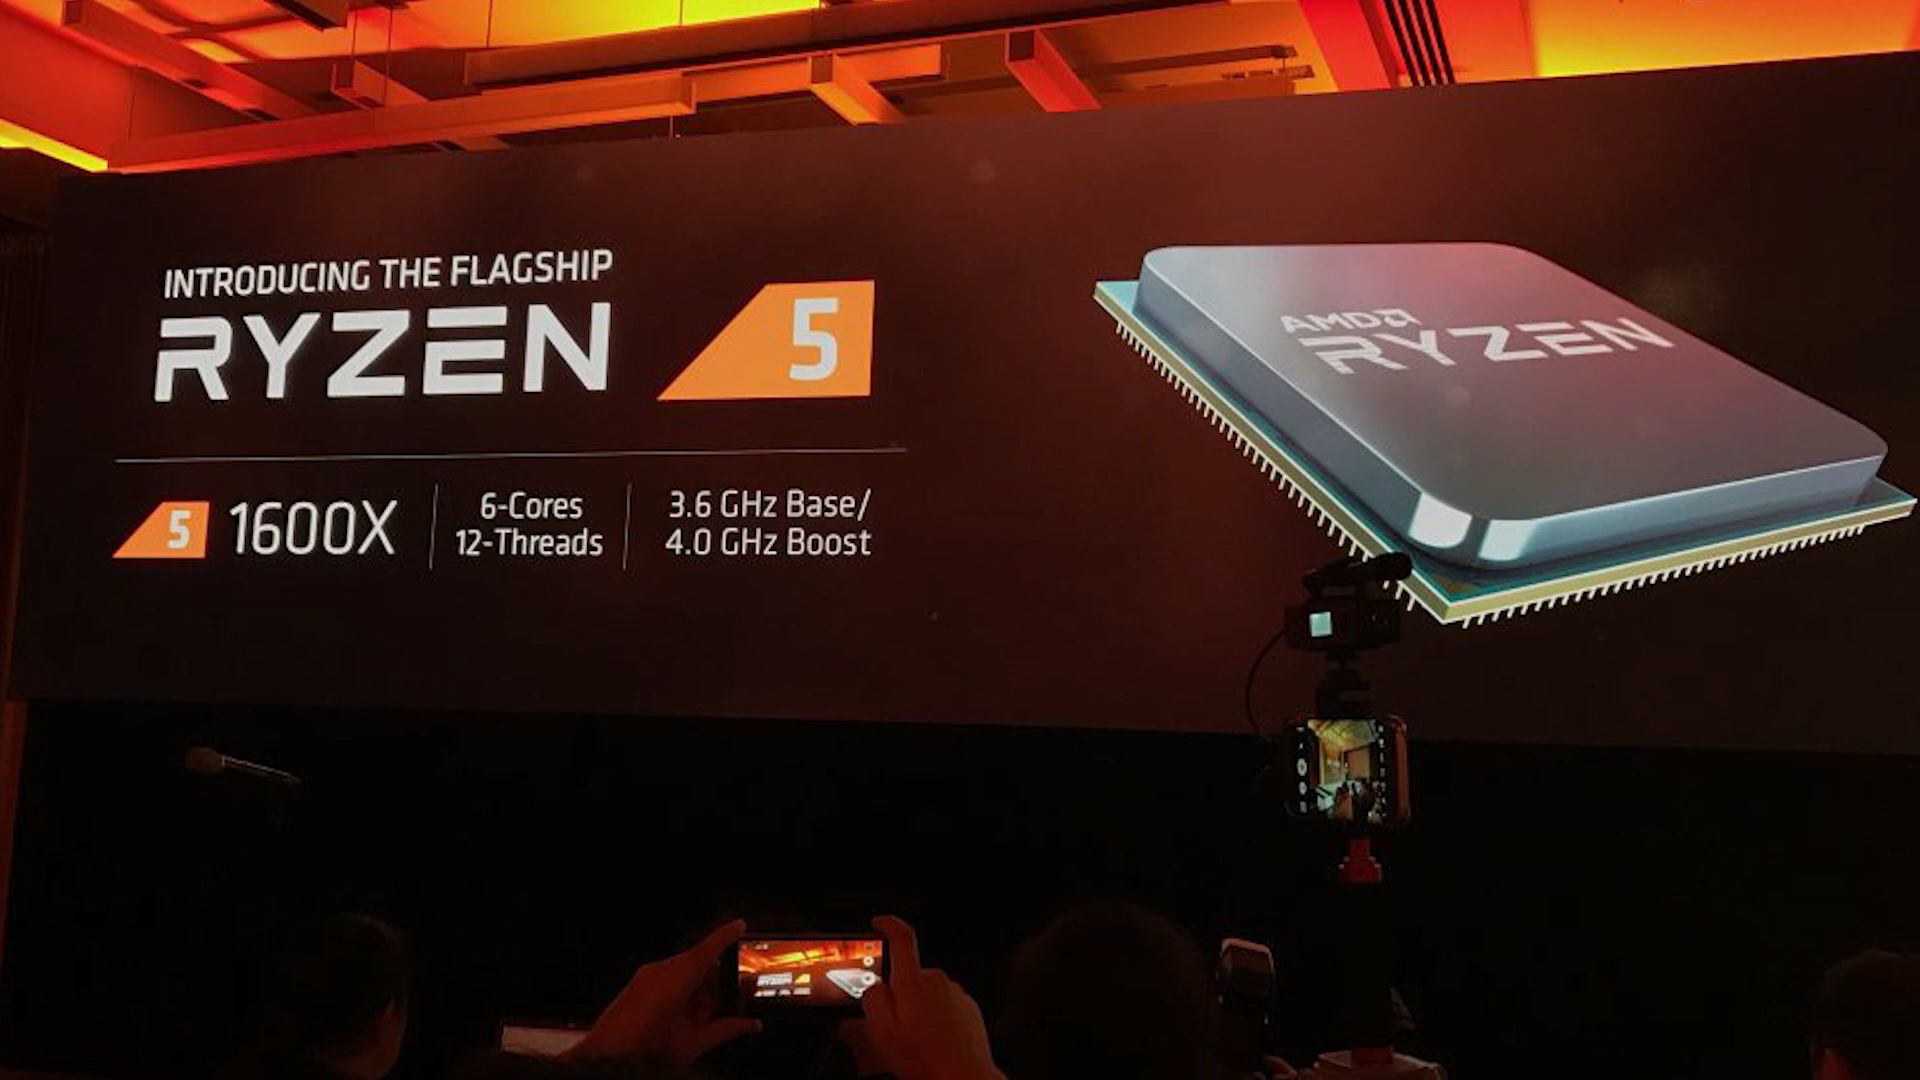 INTRODUCING THE FLAGSHIP
RYZEN 5
5 1600X
6-Cores
12-Threads
3.6 GHz Base/
4.0 GHz Boost
AMD
RYZEN